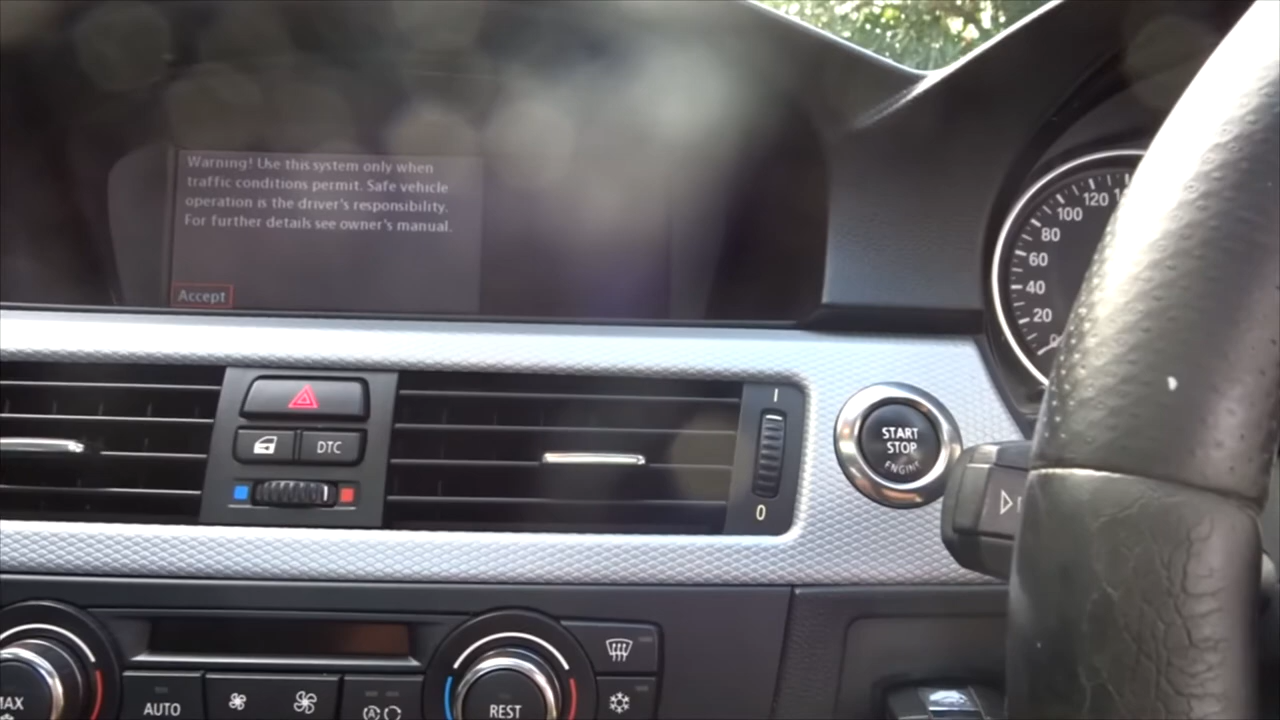 Warning! Use this system only when
traffic conditions permit. Safe vehicle
operation is the driver's responsibility.
For further details see owner's manual.
Accept
120
100
80
60
40
20
0
DTC
I
0
START
STOP
ENGINE
MAX
AUTO
A
REST